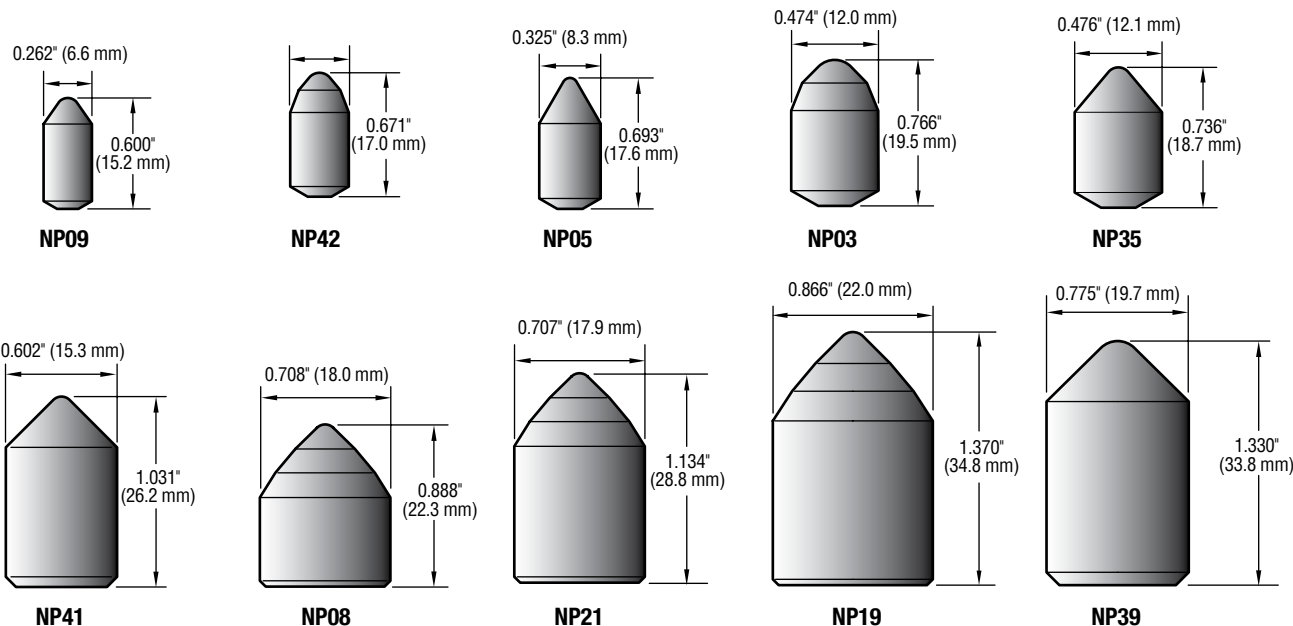 0.262" (6.6 mm)
0.600"
(15.2 mm)
NP09
0.671"
(17.0 mm)
NP42
0.325" (8.3 mm)
0.693"
(17.6 mm)
NP05
0.474" (12.0 mm)
0.766"
(19.5 mm)
NP03
0.476" (12.1 mm)
0.736"
(18.7 mm)
NP35
0.602" (15.3 mm)
1.031"
(26.2 mm)
NP41
0.708" (18.0 mm)
0.888"
(22.3 mm)
NP08
0.707" (17.9 mm)
1.134"
(28.8 mm)
NP21
0.866" (22.0 mm)
1.370"
(34.8 mm)
NP19
0.775" (19.7 mm)
1.330"
(33.8 mm)
NP39